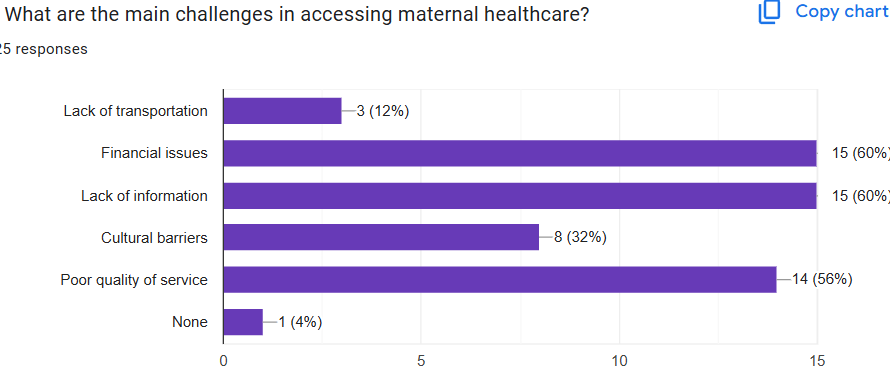 What are the main challenges in accessing maternal healthcare?
Copy chart
25 responses
Lack of transportation 3 (12%)
Financial issues 15 (60%)
Lack of information 15 (60%)
Cultural barriers 8 (32%)
Poor quality of service 14 (56%)
None 1 (4%)
0 5 10 15